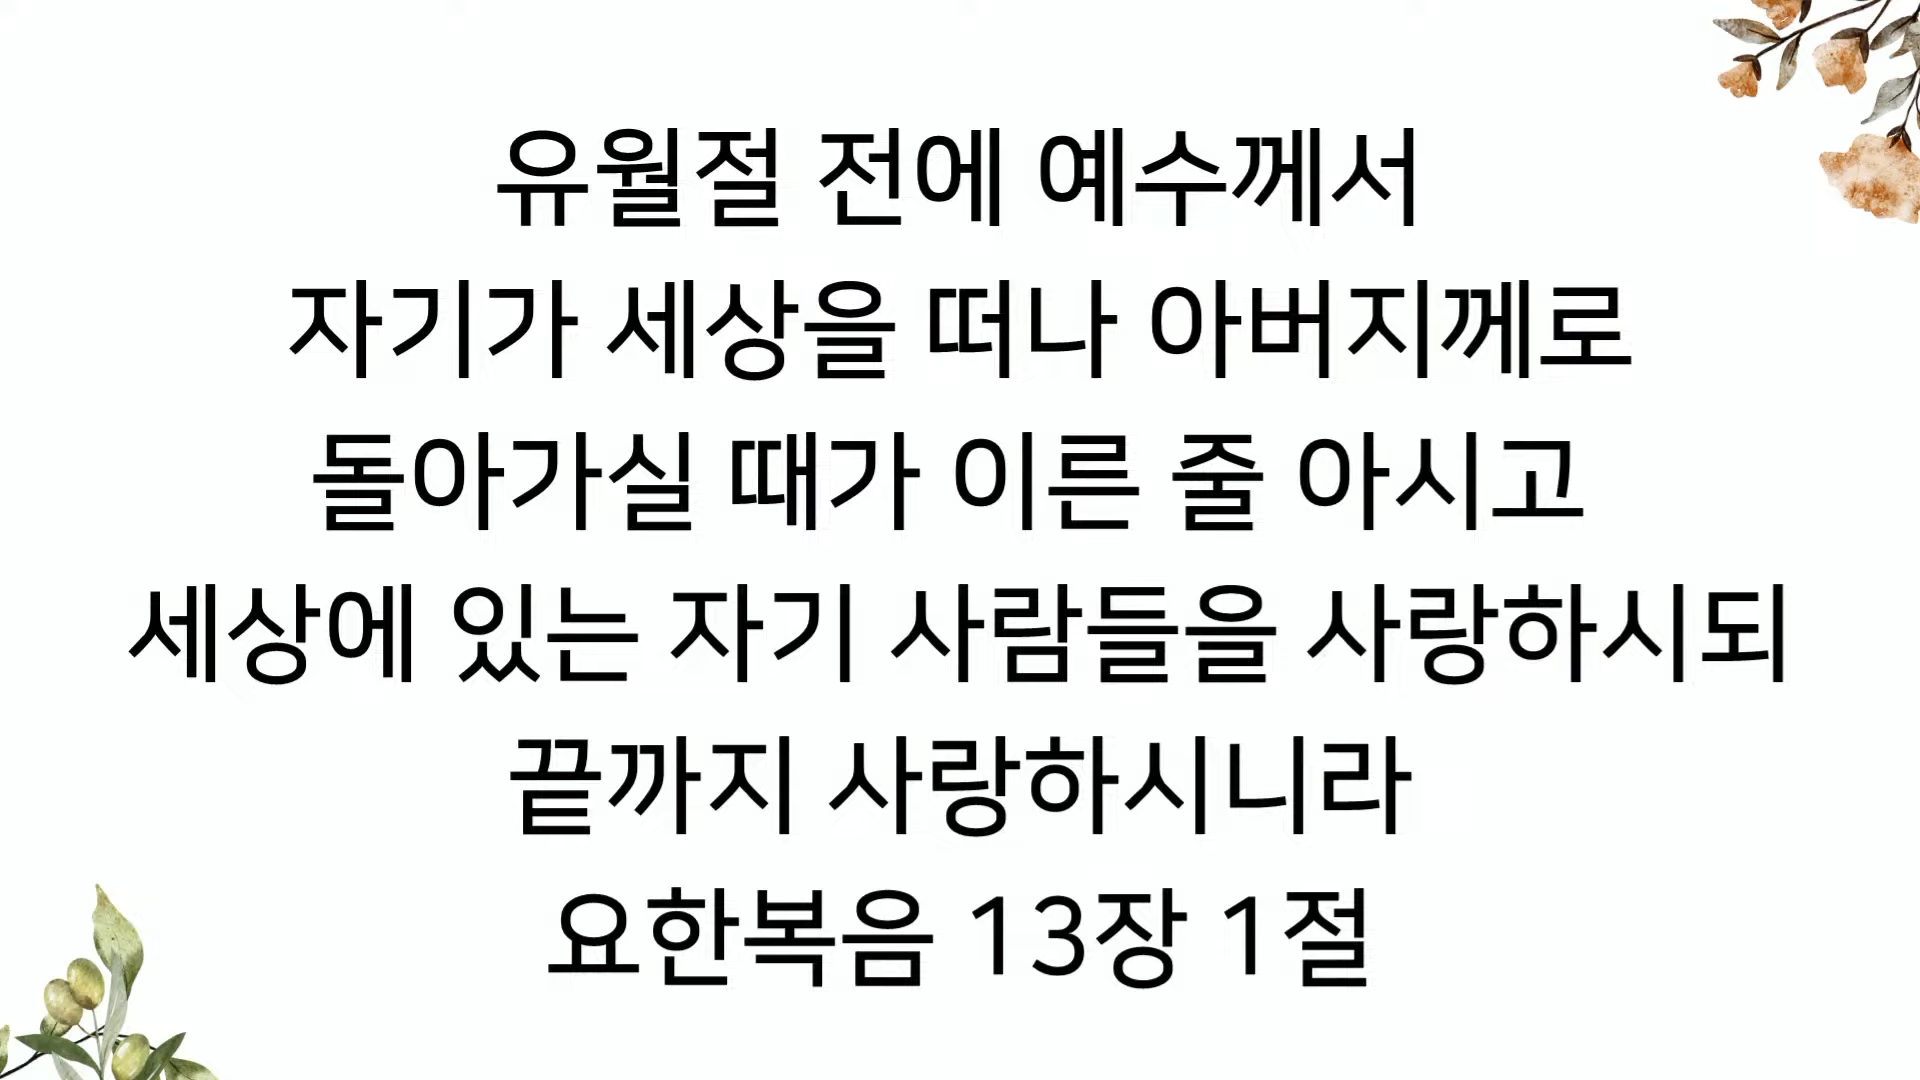 유월절 전에 예수께서
자기가 세상을 떠나 아버지께로
돌아가실 때가 이른 줄 아시고
세상에 있는 자기 사람들을 사랑하시되
끝까지 사랑하시니라
요한복음 13장 1절